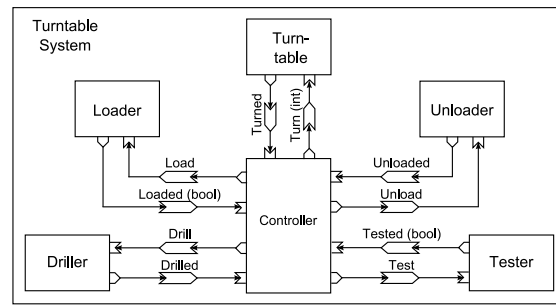 Turntable
System
Turn-
table
Loader
Unloader
Turned
Turn (int)
Load
Unloaded
Loaded (bool)
Unload
Controller
Drill
Tested (bool)
Driller
Tester
Drilled
Test